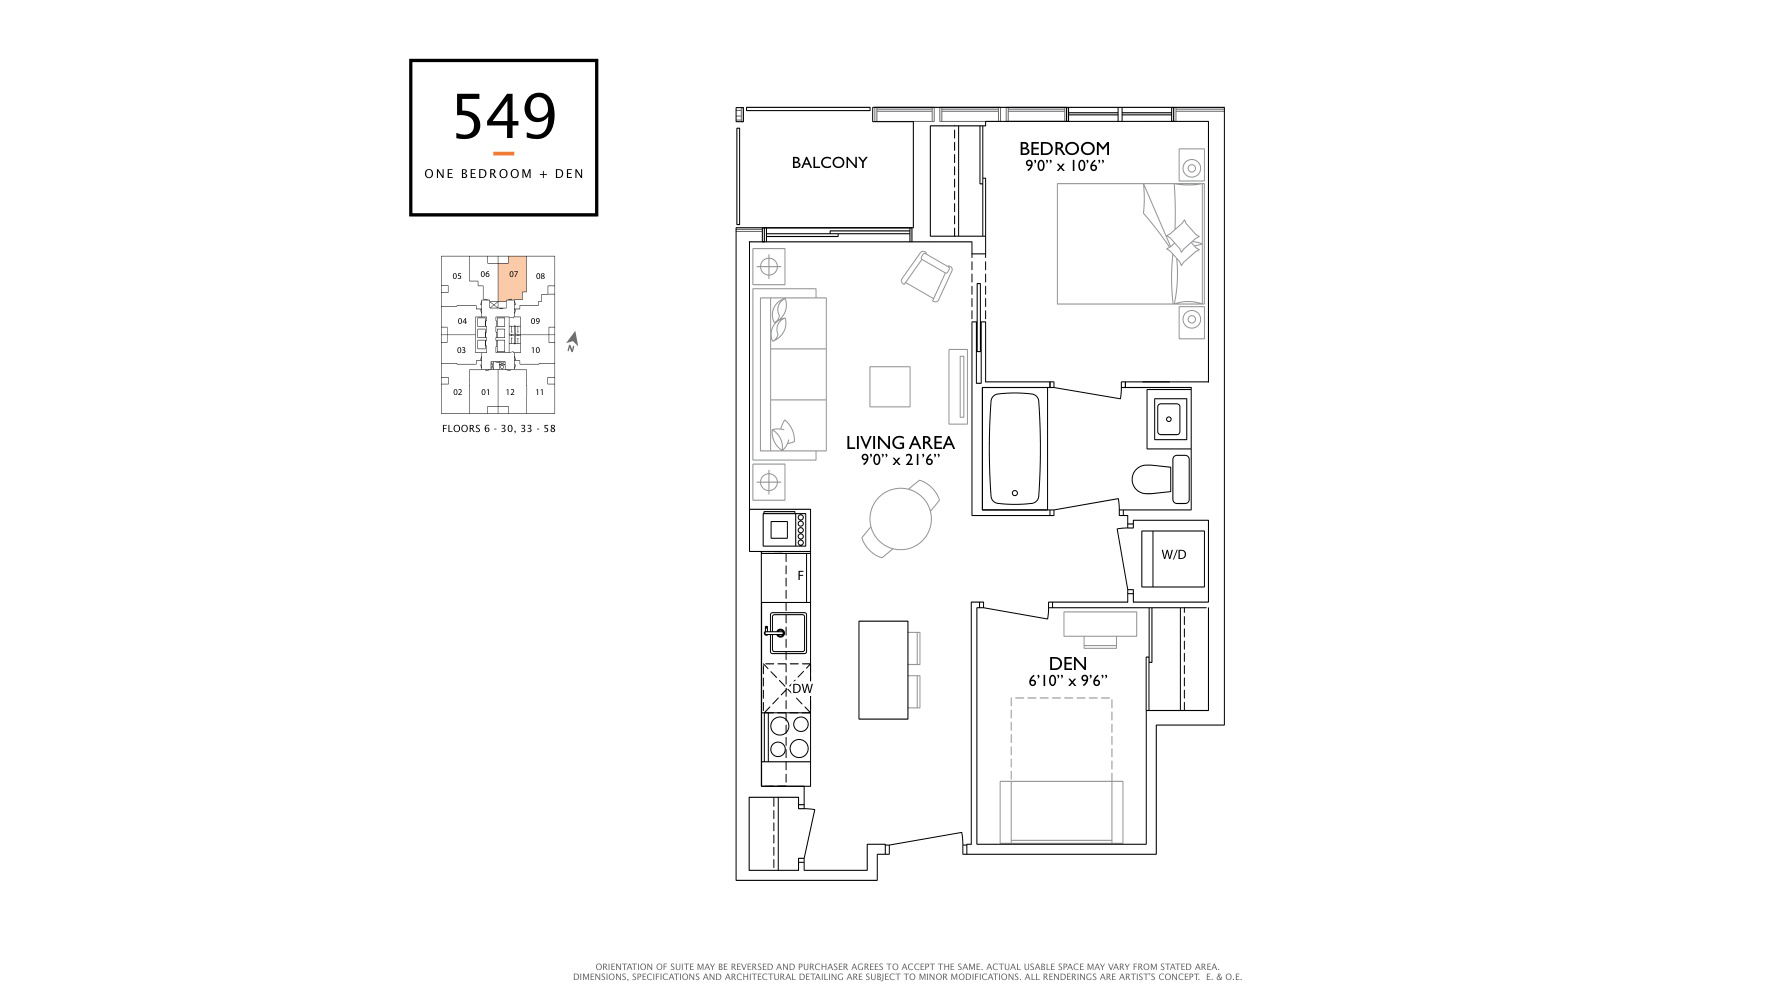 549
ONE BEDROOM + DEN
05
06
07
08
04
09
03
10
02
01
12
11
N
FLOORS 6 - 30, 33 - 58
BALCONY
BEDROOM
9'0" x 10'6"
LIVING AREA
9'0" x 21'6"
W/D
F
DW
DEN
6'10" x 9'6"
ORIENTATION OF SUITE MAY BE REVERSED AND PURCHASER AGREES TO ACCEPT THE SAME. ACTUAL USABLE SPACE MAY VARY FROM STATED AREA.
DIMENSIONS, SPECIFICATIONS AND ARCHITECTURAL DETAILING ARE SUBJECT TO MINOR MODIFICATIONS. ALL RENDERINGS ARE ARTIST'S CONCEPT. E. & O.E.